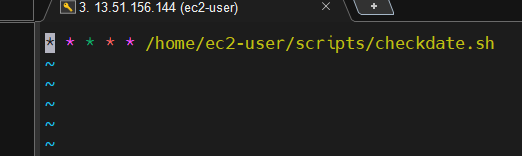 3. 13.51.156.144 (ec2-user)
* * * * * /home/ec2-user/scripts/checkdate.sh
~
~
~
~
~